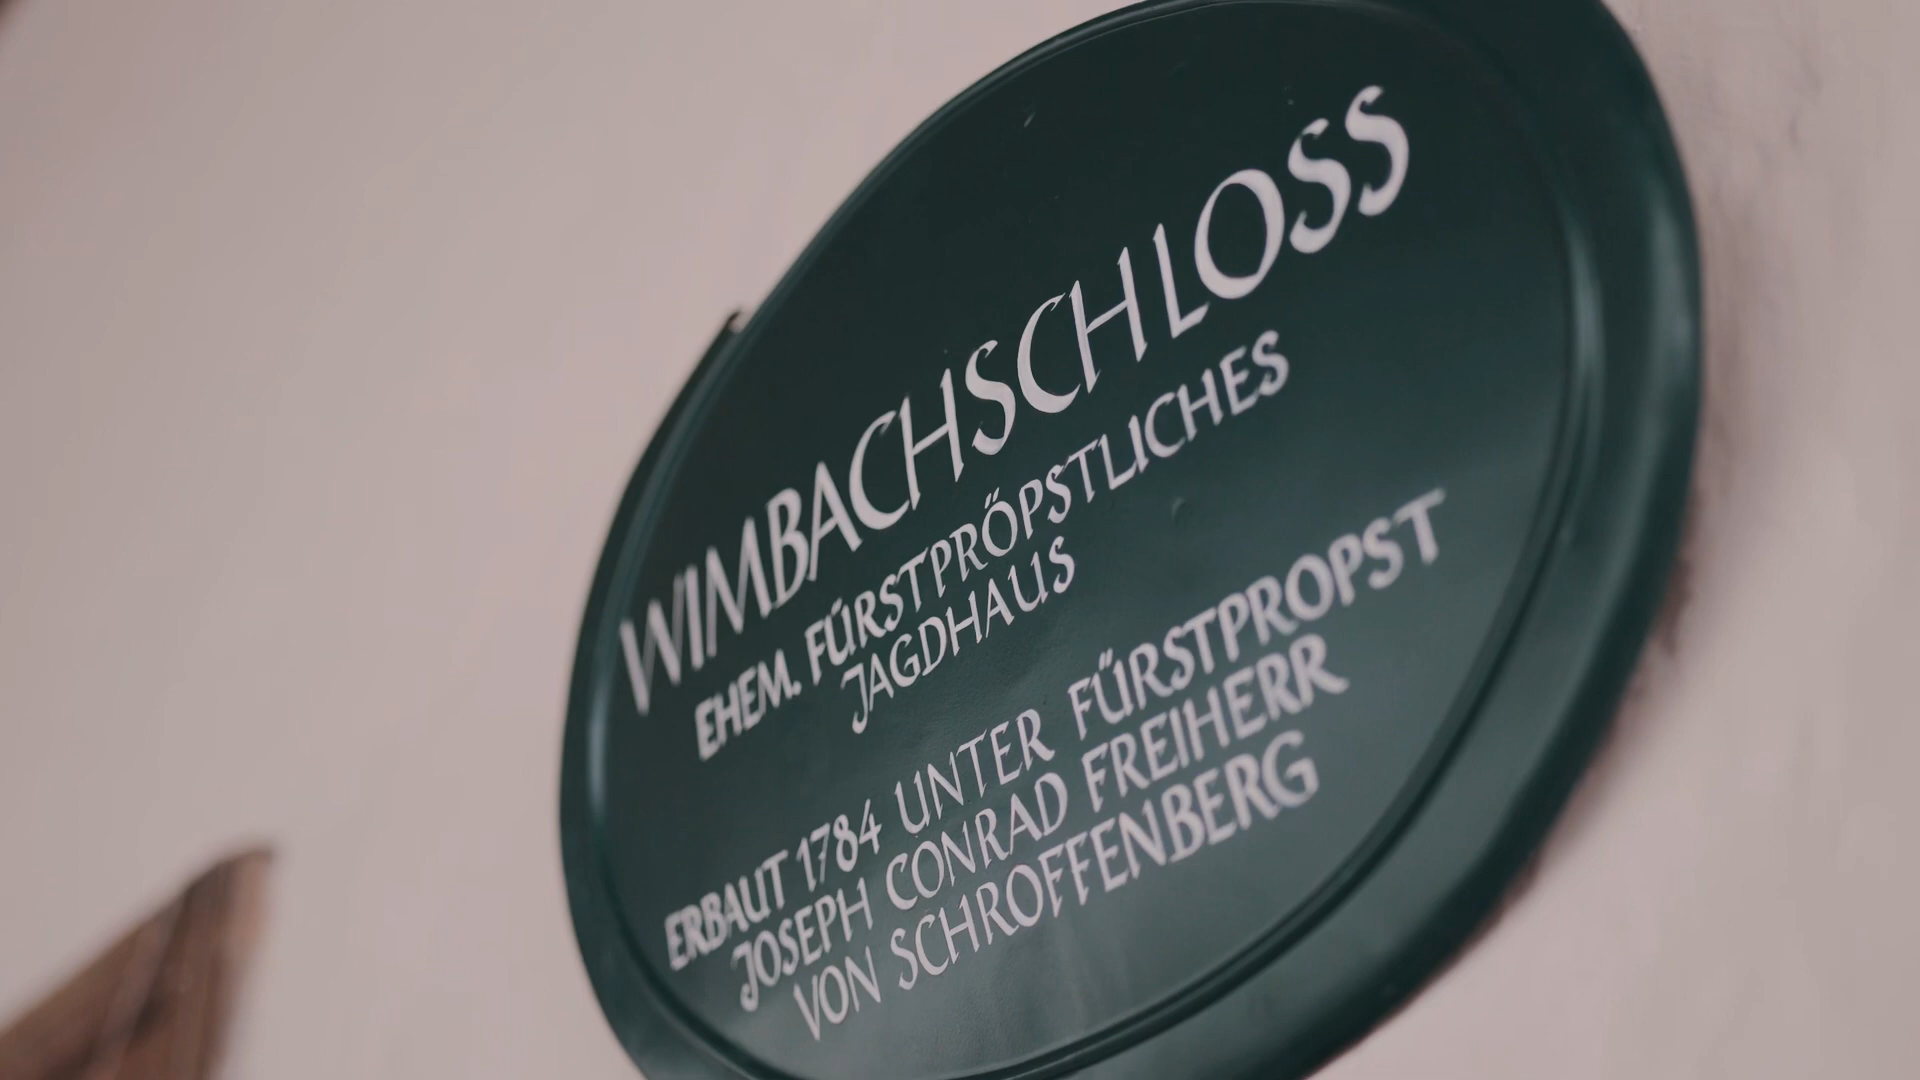 WIMBACHSCHLOSS
EHEM. FÜRSTPRÖPSTLICHES
JAGDHAUS
ERBAUT 1784 UNTER FÜRSTPROPST
JOSEPH CONRAD FREIHERR
VON SCHROFFENBERG